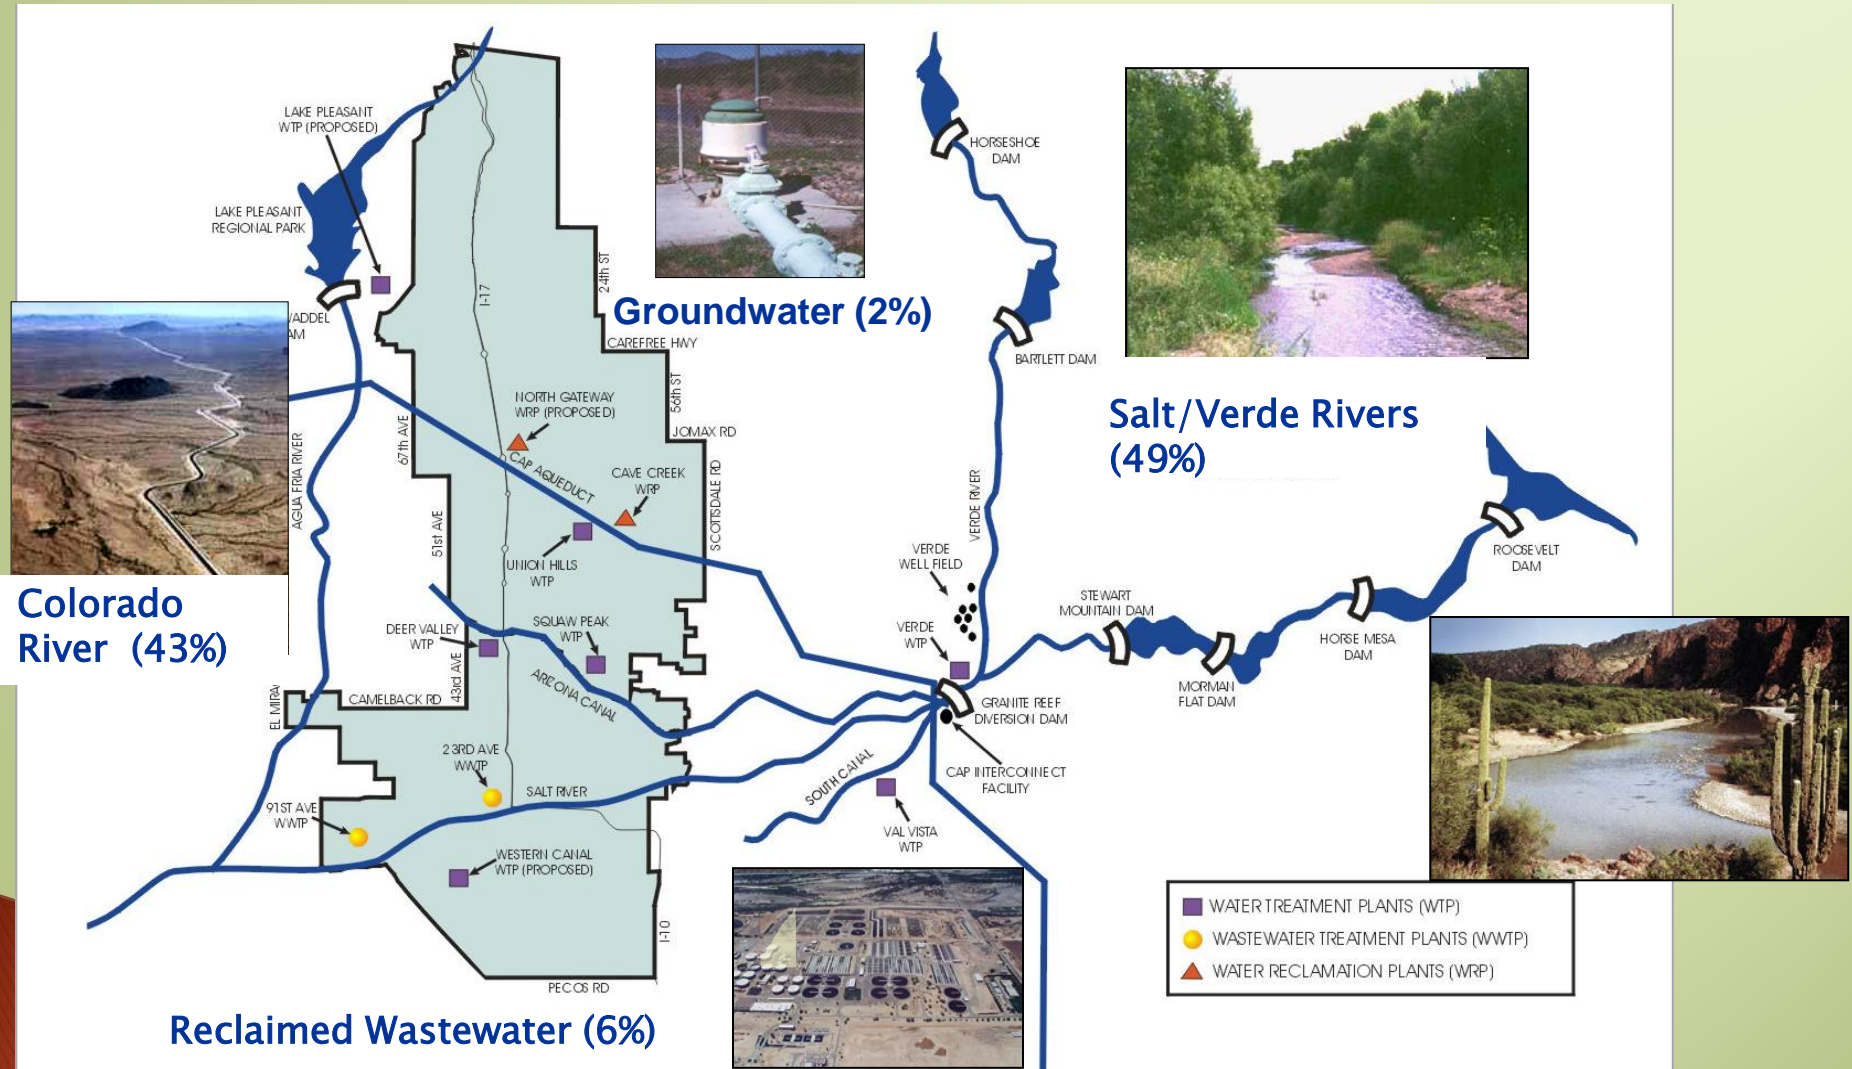 LAKE PLEASANT
WTP (PROPOSED)
LAKE PLEASANT
REGIONAL PARK
24th ST
I-17
Groundwater (2%)
CAREFREE HWY
56th ST
HORSESHOE
DAM
BARTLETT DAM
Salt/Verde Rivers
(49%)
NORTH GATEWAY
WRP (PROPOSED)
JOMAX RD
67th AVE
CAP AQUEDUCT
CAVE CREEK
WRP
AGUA FRIA RIVER
51st AVE
SCOTTSDALE RD
VERDE RIVER
UNION HILLS
WTP
VERDE
WELL FIELD
ROOSEVELT
DAM
Colorado
River (43%)
STEWART
MOUNTAIN DAM
DEER VALLEY
WTP
SQUAW PEAK
WTP
VERDE
WTP
HORSE MESA
DAM
43rd AVE
ARIZONA CANAL
MORMAN
FLAT DAM
EL MIRA
CAMELBACK RD
GRANITE REEF
DIVERSION DAM
23RD AVE
WWTP
SALT RIVER
SOUTH CANAL
CAP INTERCONNECT
FACILITY
91ST AVE
WWTP
VAL VISTA
WTP
WESTERN CANAL
WTP (PROPOSED)
I-10
PECOS RD
WATER TREATMENT PLANTS (WTP)
WASTEWATER TREATMENT PLANTS (WWTP)
WATER RECLAMATION PLANTS (WRP)
Reclaimed Wastewater (6%)